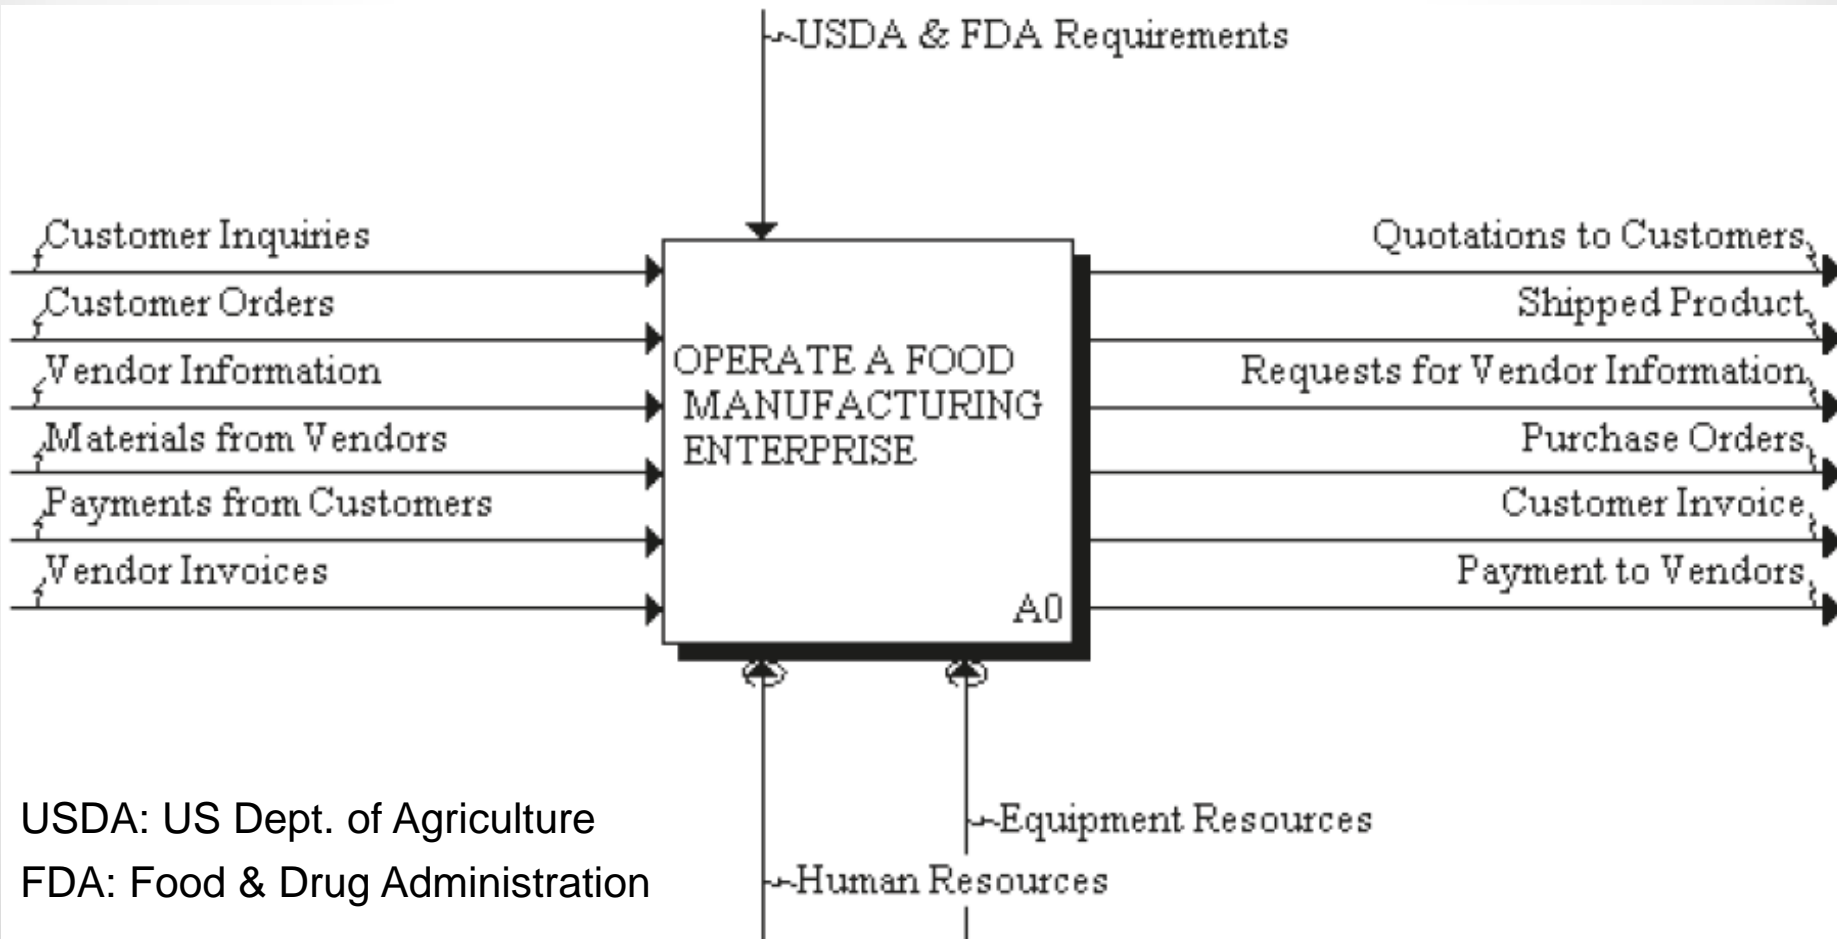 USDA & FDA Requirements
Customer Inquiries
Customer Orders
Vendor Information
Materials from Vendors
Payments from Customers
Vendor Invoices
OPERATE A FOOD
MANUFACTURING
ENTERPRISE
A0
Quotations to Customers
Shipped Product
Requests for Vendor Information
Purchase Orders
Customer Invoice
Payment to Vendors
Equipment Resources
Human Resources
USDA: US Dept. of Agriculture
FDA: Food & Drug Administration